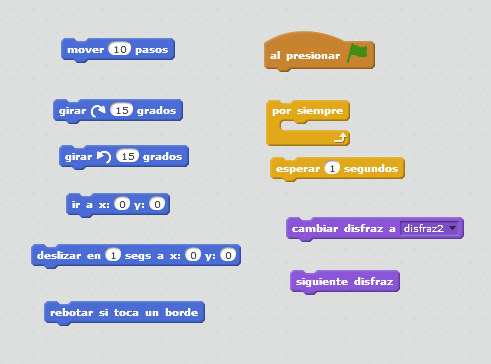 mover 10 pasos
al presionar
girar 15 grados
por siempre
girar 15 grados
esperar 1 segundos
ir a x: 0 y: 0
cambiar disfraz a disfraz2
deslizar en 1 segs a x: 0 y: 0
siguiente disfraz
rebotar si toca un borde